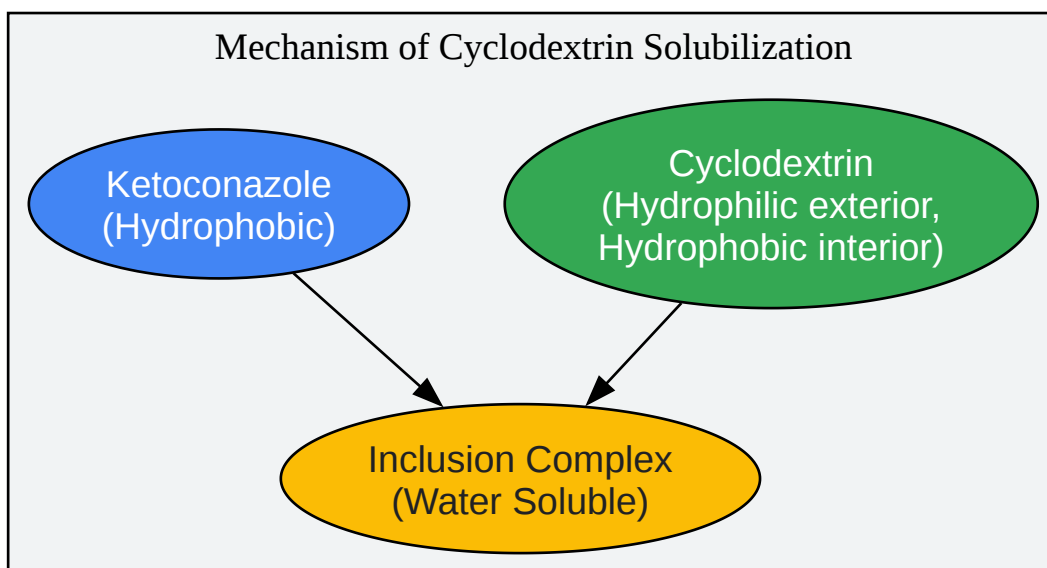 Mechanism of Cyclodextrin Solubilization
Ketoconazole
(Hydrophobic)
Cyclodextrin
(Hydrophilic exterior,
Hydrophobic interior)
Inclusion Complex
(Water Soluble)